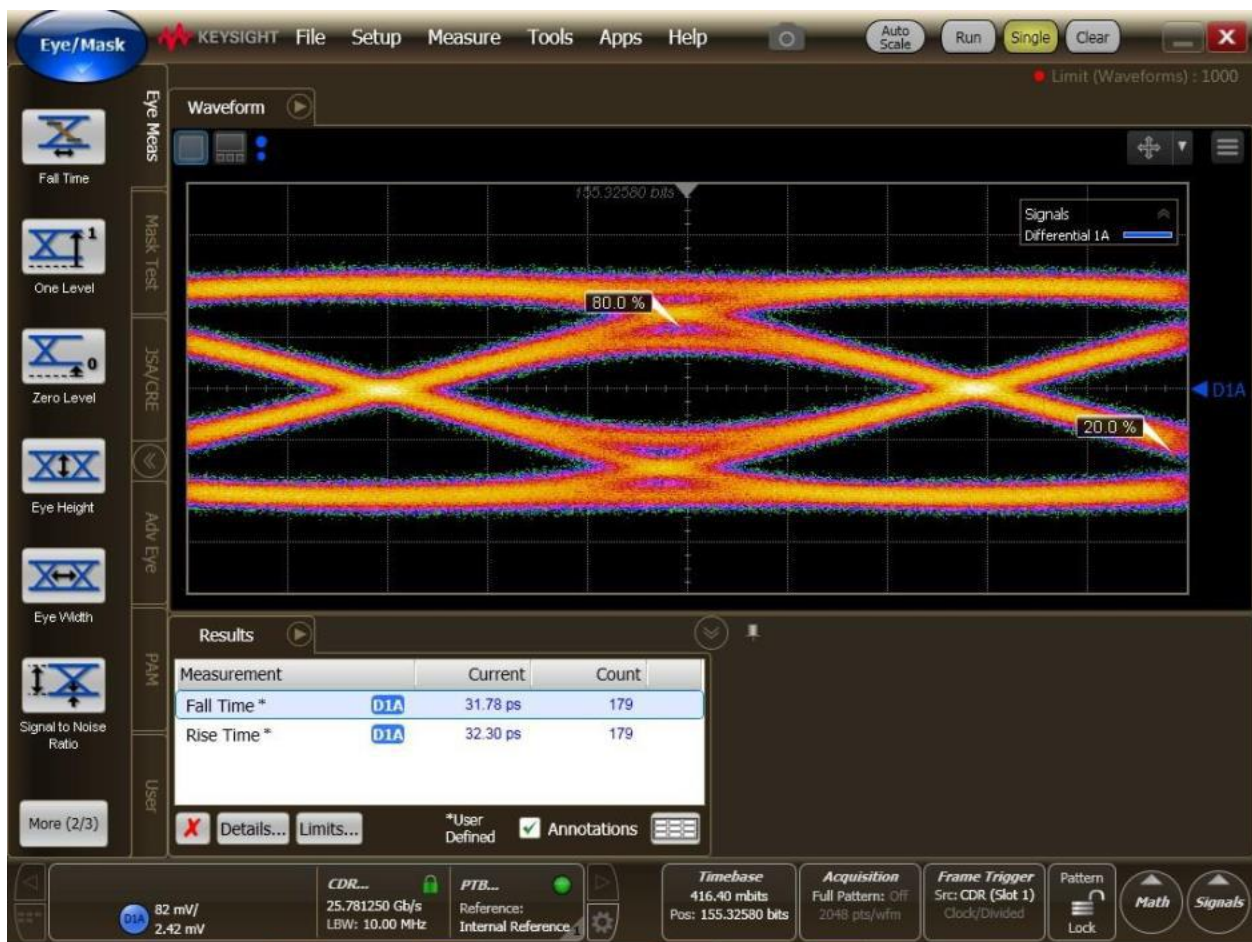 Eye/Mask
KEYSIGHT File Setup Measure Tools Apps Help
Auto Scale
Run
Single
Clear
Limit (Waveforms) : 1000
Eye Meas
Mask Test
JSA/CRE
Adv Eye
PAM
User
Fall Time
1
One Level
0
Zero Level
Eye Height
Eye Width
Signal to Noise
Ratio
More (2/3)
Waveform
155.32580 bits
Signals
Differential 1A
80.0 %
20.0 %
D1A
Results
Measurement Current Count
Fall Time * D1A 31.78 ps 179
Rise Time * D1A 32.30 ps 179
Details... Limits...
*User
Defined
Annotations
D1A
82 mV/
2.42 mV
CDR...
25.781250 Gb/s
LBW: 10.00 MHz
PTB...
Reference:
Internal Reference
1
Timebase
416.40 mbits
Pos: 155.32580 bits
Acquisition
Full Pattern: Off
2048 pts/wfm
Frame Trigger
Src: CDR (Slot 1)
Clock/Divided
Pattern
Lock
Math
Signals